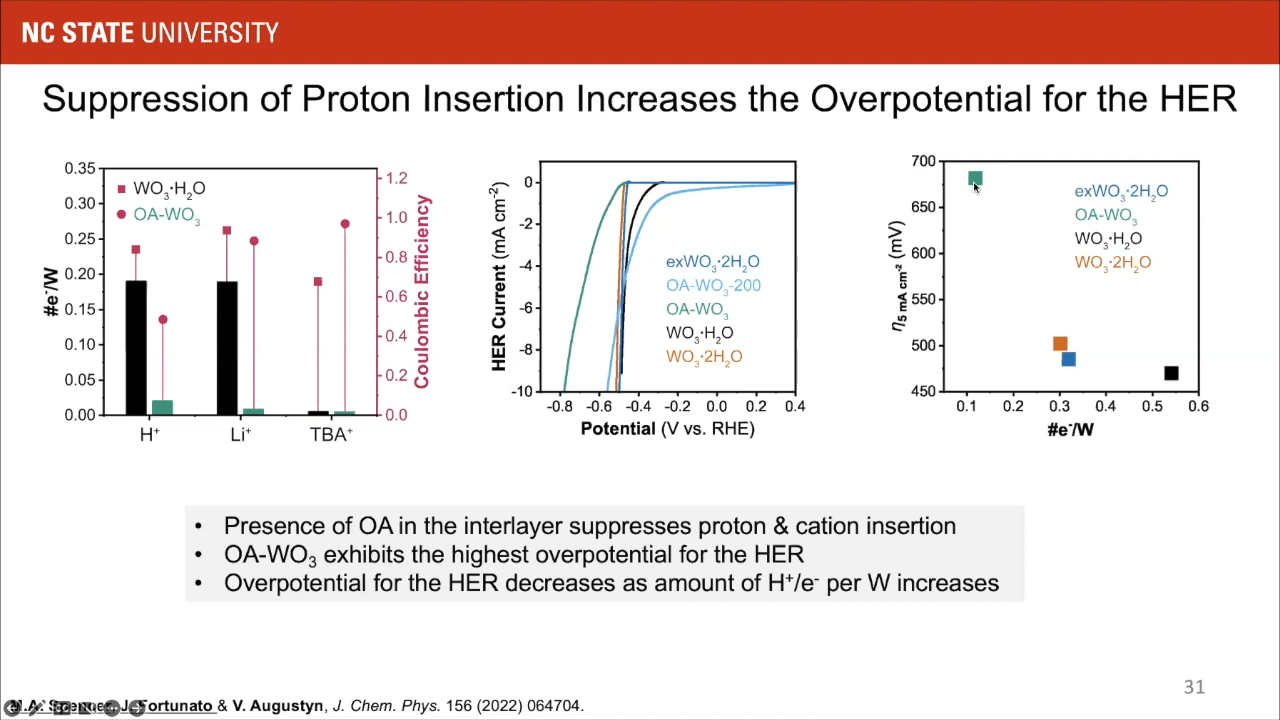 NC STATE UNIVERSITY
Suppression of Proton Insertion Increases the Overpotential for the HER
0.35
0.30
0.25
0.20
0.15
0.10
0.05
0.00
#e⁻/W
WO₃·H₂O
OA-WO₃
1.2
1.0
0.8
0.6
0.4
0.2
0.0
Coulombic Efficiency
H⁺
Li⁺
TBA⁺
0
-2
-4
-6
-8
-10
HER Current (mA cm⁻²)
exWO₃·2H₂O
OA-WO₃-200
OA-WO₃
WO₃·H₂O
WO₃·2H₂O
-0.8
-0.6
-0.4
-0.2
0.0
0.2
0.4
Potential (V vs. RHE)
700
650
600
550
500
450
η5 mA cm⁻² (mV)
exWO₃·2H₂O
OA-WO₃
WO₃·H₂O
WO₃·2H₂O
0.1
0.2
0.3
0.4
0.5
0.6
#e⁻/W
• Presence of OA in the interlayer suppresses proton & cation insertion
• OA-WO₃ exhibits the highest overpotential for the HER
• Overpotential for the HER decreases as amount of H⁺/e⁻ per W increases
31
M.A. Spencer, J. Fortunato & V. Augustyn, J. Chem. Phys. 156 (2022) 064704.